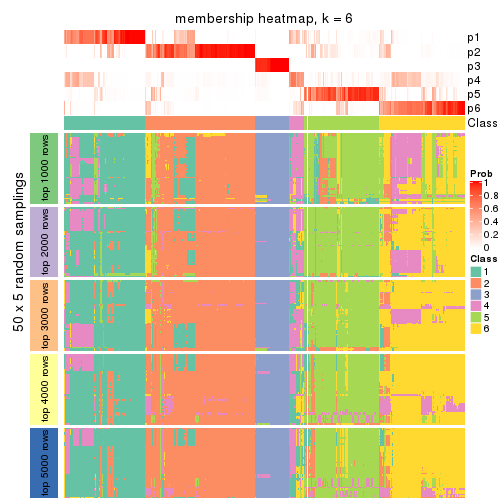 membership heatmap, k = 6
p1
p2
p3
p4
p5
p6
Class
50 x 5 random samplings
top 1000 rows
top 2000 rows
top 3000 rows
top 4000 rows
top 5000 rows
Prob
1
0.8
0.6
0.4
0.2
0
Class
1
2
3
4
5
6